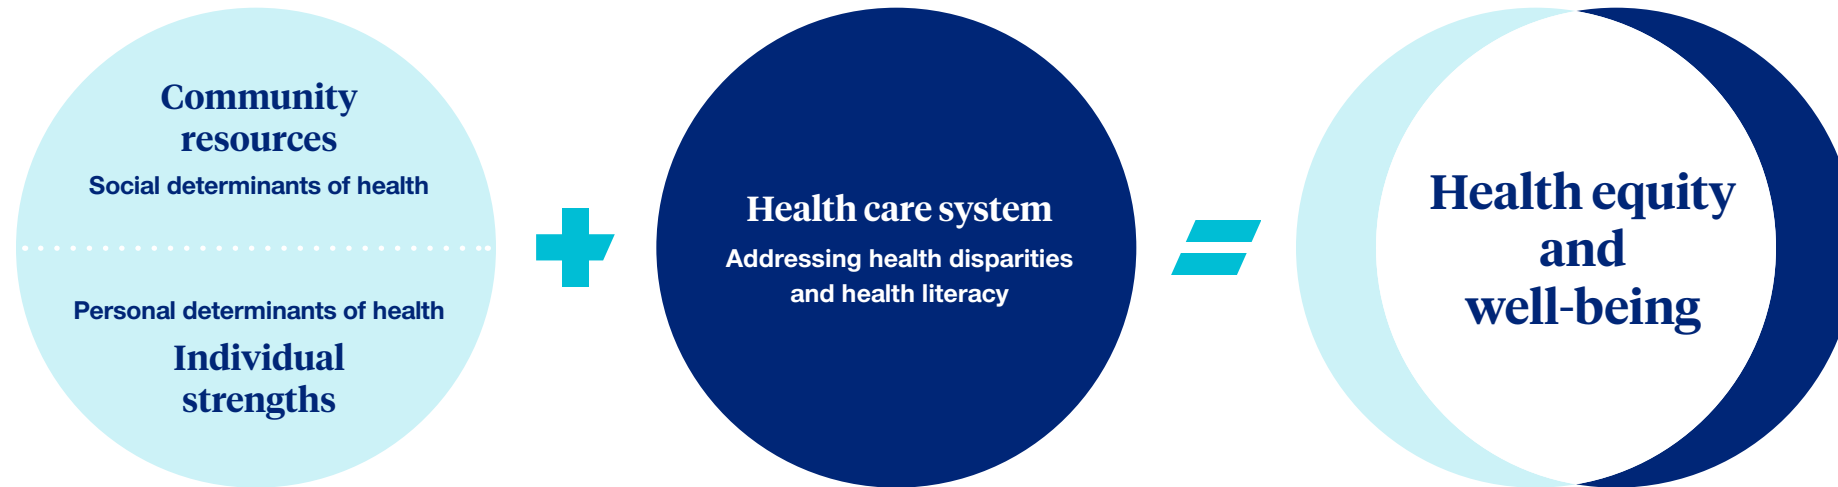 Community
resources
Social determinants of health
Personal determinants of health
Individual
strengths
Health care system
Addressing health disparities
and health literacy
Health equity
and
well-being